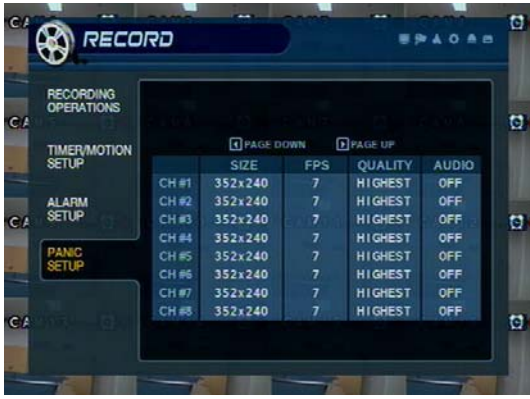 RECORD
RECORDING
OPERATIONS
TIMER/MOTION
SETUP
ALARM
SETUP
PANIC
SETUP
PAGE DOWN PAGE UP
SIZE FPS QUALITY AUDIO
CH #1 352x240 7 HIGHEST OFF
CH #2 352x240 7 HIGHEST OFF
CH #3 352x240 7 HIGHEST OFF
CH #4 352x240 7 HIGHEST OFF
CH #5 352x240 7 HIGHEST OFF
CH #6 352x240 7 HIGHEST OFF
CH #7 352x240 7 HIGHEST OFF
CH #8 352x240 7 HIGHEST OFF